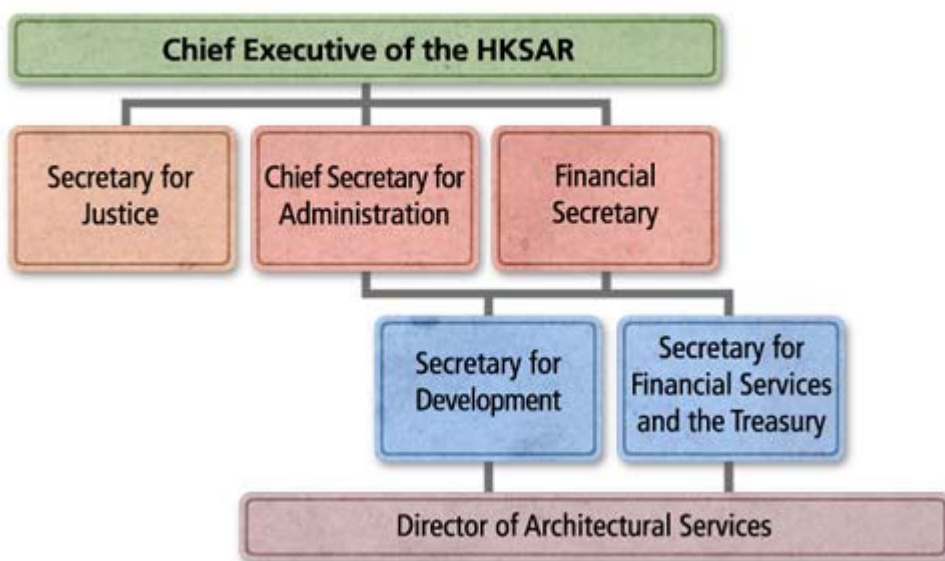 Chief Executive of the HKSAR
Secretary for
Justice
Chief Secretary for
Administration
Financial
Secretary
Secretary for
Development
Secretary for
Financial Services
and the Treasury
Director of Architectural Services